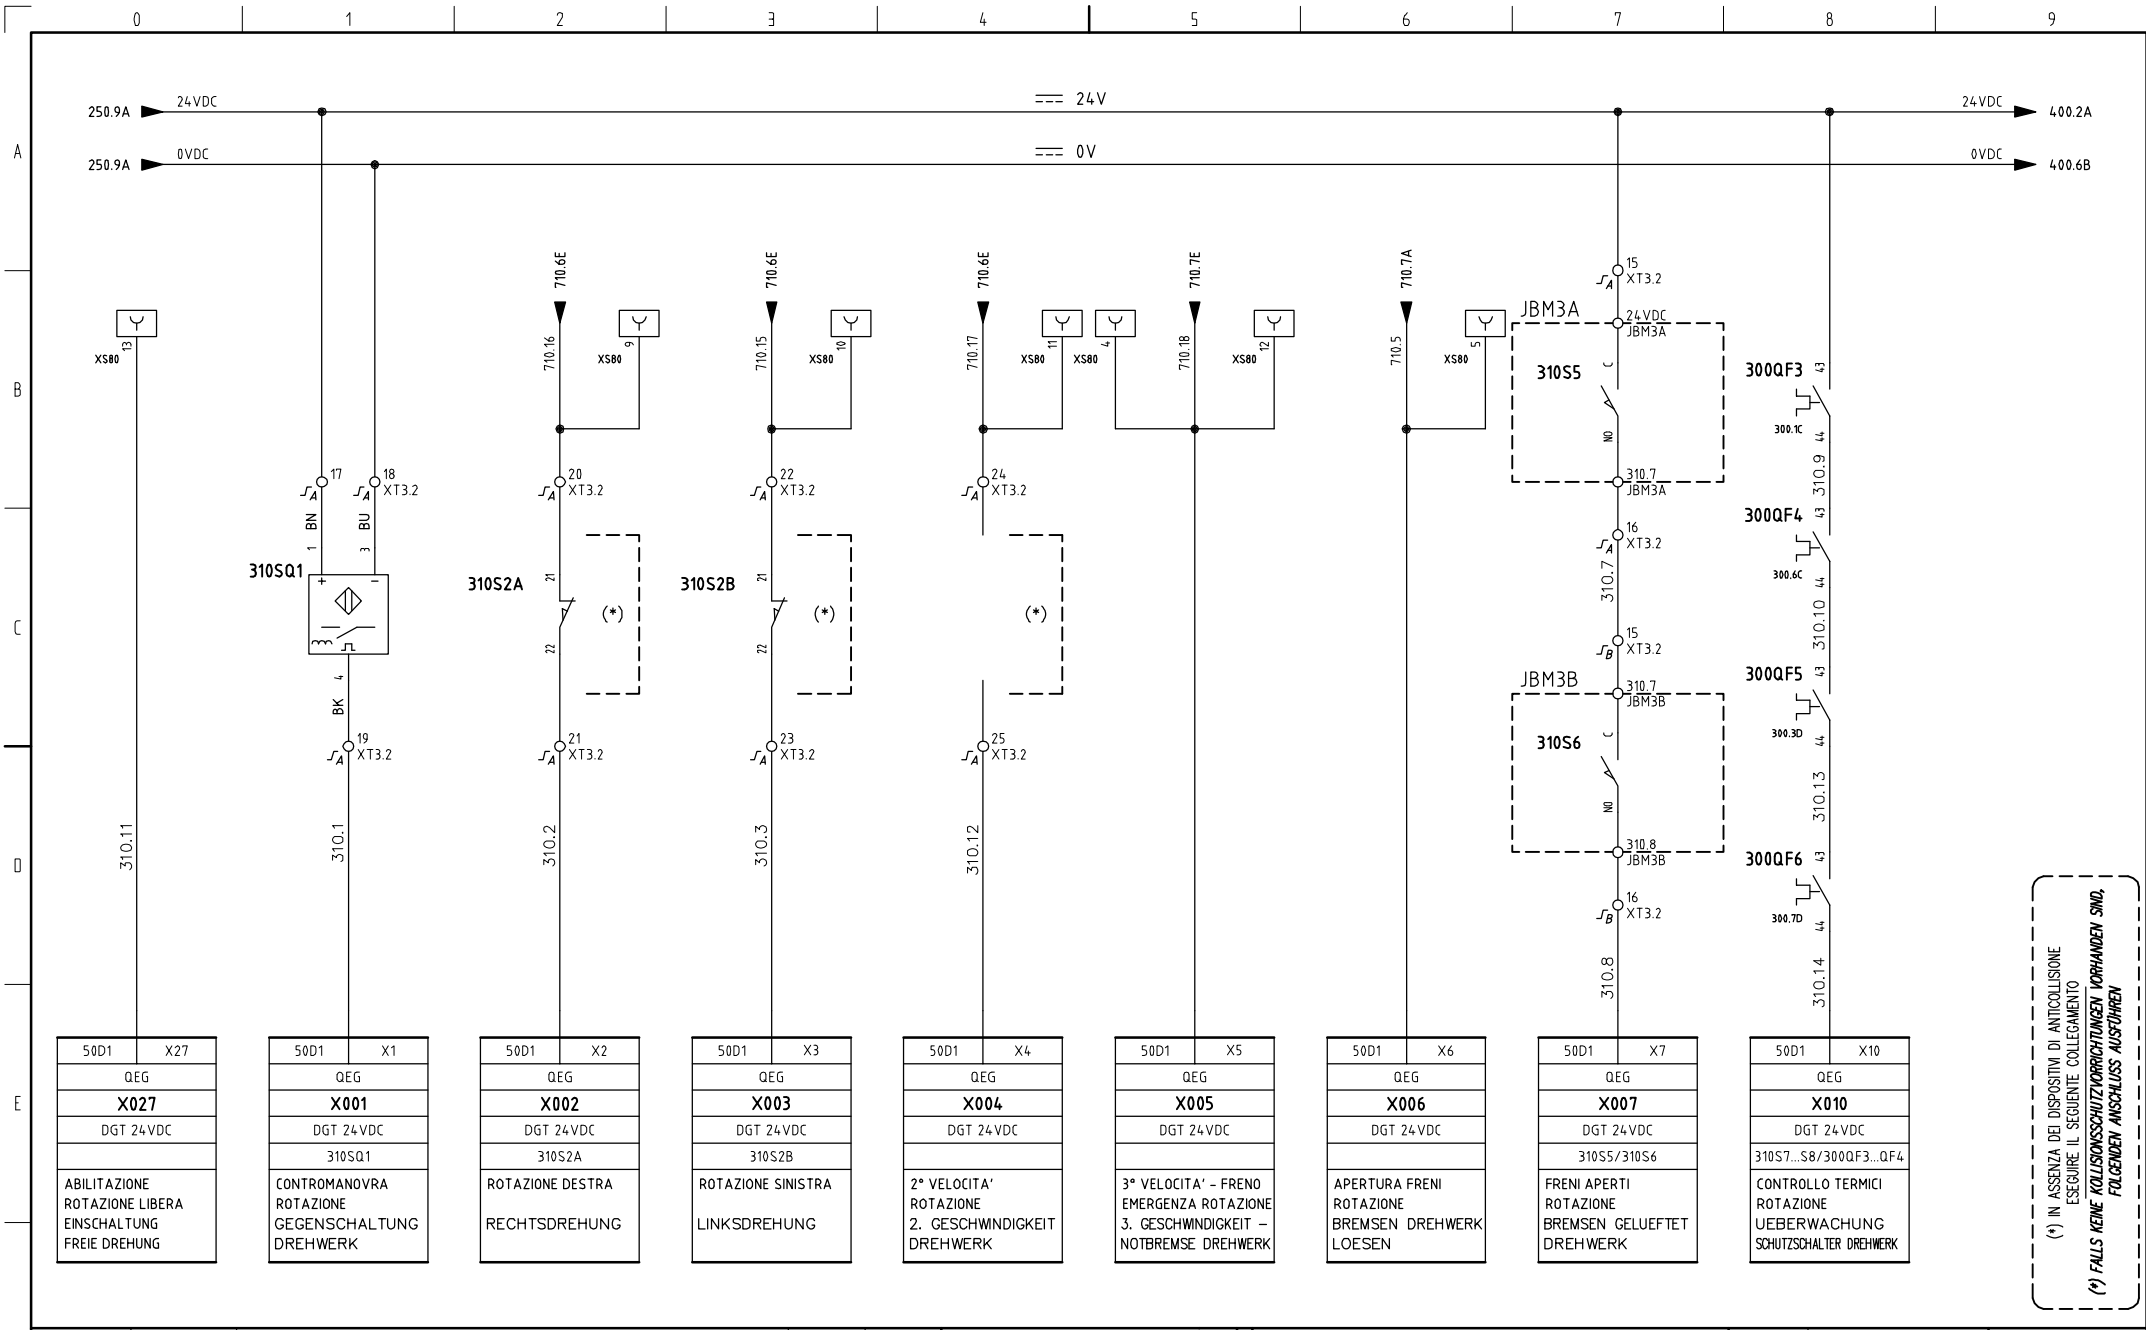 0 1 2 3 4 5 6 7 8 9
A
B
C
D
E
250.9A 24VDC 24V 24VDC 400.2A
250.9A 0VDC 0V 0VDC 400.6B
13
XS80
310.11
17
A
18
A XT3.2
BN
BU
1
3
310SQ1
+ -
4
BK
19
A XT3.2
310.1
710.6E
710.16
9
XS80
20
A XT3.2
310S2A
21
22
(*)
21
A XT3.2
310.2
710.6E
710.15
10
XS80
22
A XT3.2
310S2B
21
22
(*)
23
A XT3.2
310.3
710.6E
710.17
11
XS80
24
A XT3.2
(*)
25
A XT3.2
310.12
4
XS80
710.7E
710.18
12
XS80
710.7A
710.5
5
XS80
15
A XT3.2
JBM3A
24VDC
JBM3A
310S5
C
NO
310.7
JBM3A
16
A XT3.2
310.7
15
B XT3.2
JBM3B
310.7
JBM3B
310S6
C
NO
310.8
JBM3B
16
B XT3.2
310.8
300QF3
43
300.1C
44
310.9
300QF4
43
300.6C
44
310.10
300QF5
43
300.3D
44
310.13
300QF6
43
300.7D
44
310.14
50D1 X27
QEG
X027
DGT 24VDC
ABILITAZIONE
ROTAZIONE LIBERA
EINSCHALTUNG
FREIE DREHUNG
50D1 X1
QEG
X001
DGT 24VDC
310SQ1
CONTROMANOVRA
ROTAZIONE
GEGENSCHALTUNG
DREHWERK
50D1 X2
QEG
X002
DGT 24VDC
310S2A
ROTAZIONE DESTRA
RECHTSDREHUNG
50D1 X3
QEG
X003
DGT 24VDC
310S2B
ROTAZIONE SINISTRA
LINKSDREHUNG
50D1 X4
QEG
X004
DGT 24VDC
2° VELOCITA'
ROTAZIONE
2. GESCHWINDIGKEIT
DREHWERK
50D1 X5
QEG
X005
DGT 24VDC
3° VELOCITA' - FRENO
EMERGENZA ROTAZIONE
3. GESCHWINDIGKEIT -
NOTBREMSE DREHWERK
50D1 X6
QEG
X006
DGT 24VDC
APERTURA FRENI
ROTAZIONE
BREMSEN DREHWERK
LOESEN
50D1 X7
QEG
X007
DGT 24VDC
310S5/310S6
FRENI APERTI
ROTAZIONE
BREMSEN GELUEFTET
DREHWERK
50D1 X10
QEG
X010
DGT 24VDC
310S7...S8/300QF3...QF4
CONTROLLO TERMICI
ROTAZIONE
UEBERWACHUNG
SCHUTZSCHALTER DREHWERK
(*) IN ASSENZA DEI DISPOSITIVI DI ANTICOLLISIONE
ESEGUIRE IL SEGUENTE COLLEGAMENTO
(*) FALLS KEINE KOLLISIONSSCHUTZVORRICHTUNGEN VORHANDEN SIND,
FOLGENDEN ANSCHLUSS AUSFÜHREN